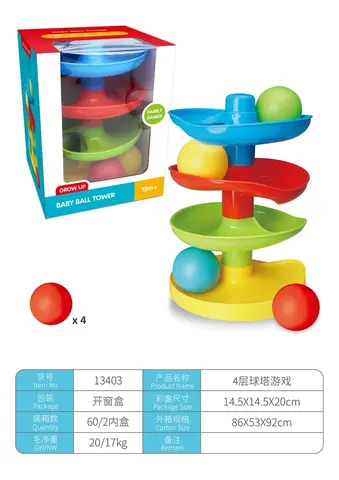 FAMILY
GAMES
GROW UP
12m+
BABY BALL TOWER
x 4
货号
Item No
13403
产品名称
Product Name
4层球塔游戏
包装
Package
开窗盒
彩盒尺寸
Package Size
14.5X14.5X20cm
装箱数
Quantity
60/2内盒
外箱规格
Carton Size
86X53X92cm
毛净重
GW/NW
20/17kg
备注
Remark